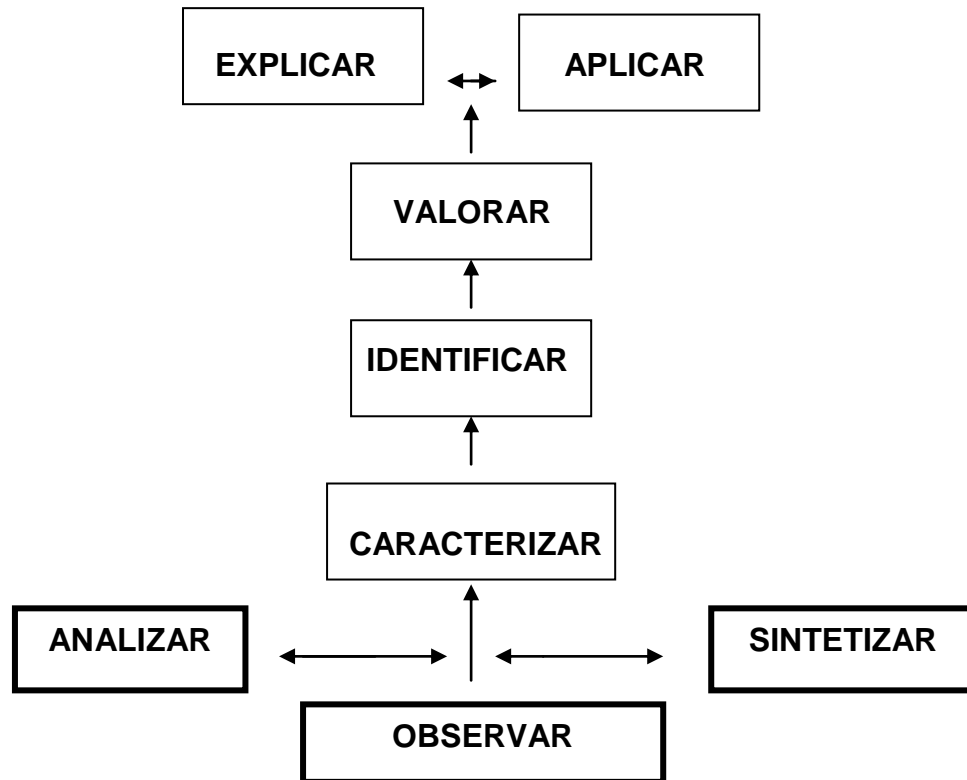 EXPLICAR
APLICAR
VALORAR
IDENTIFICAR
CARACTERIZAR
ANALIZAR
SINTETIZAR
OBSERVAR